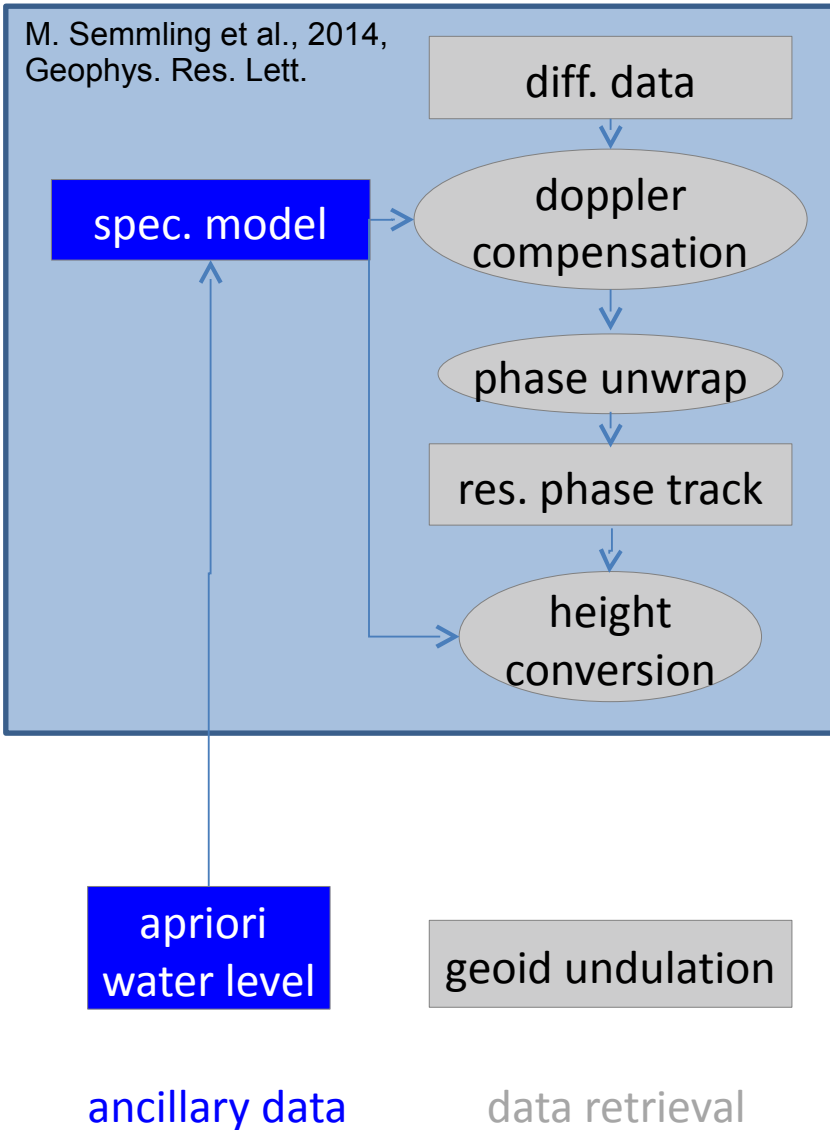 M. Semmling et al., 2014,
Geophys. Res. Lett.
diff. data
spec. model
doppler
compensation
phase unwrap
res. phase track
height
conversion
apriori
water level
geoid undulation
ancillary data
data retrieval